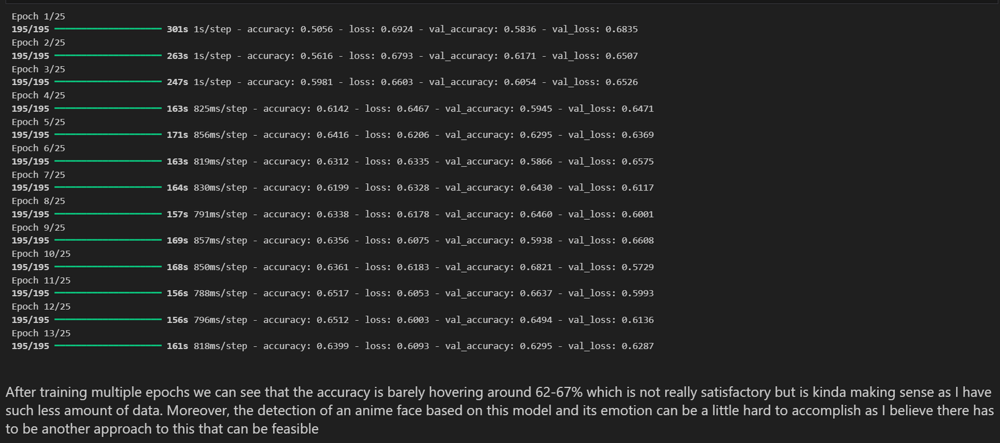 Epoch 1/25
195/195 ━━━━━━━━━━━━━━━━━━━━ 301s 1s/step - accuracy: 0.5056 - loss: 0.6924 - val_accuracy: 0.5836 - val_loss: 0.6835
Epoch 2/25
195/195 ━━━━━━━━━━━━━━━━━━━━ 263s 1s/step - accuracy: 0.5616 - loss: 0.6793 - val_accuracy: 0.6171 - val_loss: 0.6507
Epoch 3/25
195/195 ━━━━━━━━━━━━━━━━━━━━ 247s 1s/step - accuracy: 0.5981 - loss: 0.6603 - val_accuracy: 0.6054 - val_loss: 0.6526
Epoch 4/25
195/195 ━━━━━━━━━━━━━━━━━━━━ 163s 825ms/step - accuracy: 0.6142 - loss: 0.6467 - val_accuracy: 0.5945 - val_loss: 0.6471
Epoch 5/25
195/195 ━━━━━━━━━━━━━━━━━━━━ 171s 856ms/step - accuracy: 0.6416 - loss: 0.6206 - val_accuracy: 0.6295 - val_loss: 0.6369
Epoch 6/25
195/195 ━━━━━━━━━━━━━━━━━━━━ 163s 819ms/step - accuracy: 0.6312 - loss: 0.6335 - val_accuracy: 0.5866 - val_loss: 0.6575
Epoch 7/25
195/195 ━━━━━━━━━━━━━━━━━━━━ 164s 830ms/step - accuracy: 0.6199 - loss: 0.6328 - val_accuracy: 0.6430 - val_loss: 0.6117
Epoch 8/25
195/195 ━━━━━━━━━━━━━━━━━━━━ 157s 791ms/step - accuracy: 0.6338 - loss: 0.6178 - val_accuracy: 0.6460 - val_loss: 0.6001
Epoch 9/25
195/195 ━━━━━━━━━━━━━━━━━━━━ 169s 857ms/step - accuracy: 0.6356 - loss: 0.6075 - val_accuracy: 0.5938 - val_loss: 0.6608
Epoch 10/25
195/195 ━━━━━━━━━━━━━━━━━━━━ 168s 850ms/step - accuracy: 0.6361 - loss: 0.6183 - val_accuracy: 0.6821 - val_loss: 0.5729
Epoch 11/25
195/195 ━━━━━━━━━━━━━━━━━━━━ 156s 788ms/step - accuracy: 0.6517 - loss: 0.6053 - val_accuracy: 0.6637 - val_loss: 0.5993
Epoch 12/25
195/195 ━━━━━━━━━━━━━━━━━━━━ 156s 796ms/step - accuracy: 0.6512 - loss: 0.6003 - val_accuracy: 0.6494 - val_loss: 0.6136
Epoch 13/25
195/195 ━━━━━━━━━━━━━━━━━━━━ 161s 818ms/step - accuracy: 0.6399 - loss: 0.6093 - val_accuracy: 0.6295 - val_loss: 0.6287
After training multiple epochs we can see that the accuracy is barely hovering around 62-67% which is not really satisfactory but is kinda making sense as I have
such less amount of data. Moreover, the detection of an anime face based on this model and its emotion can be a little hard to accomplish as I believe there has
to be another approach to this that can be feasible